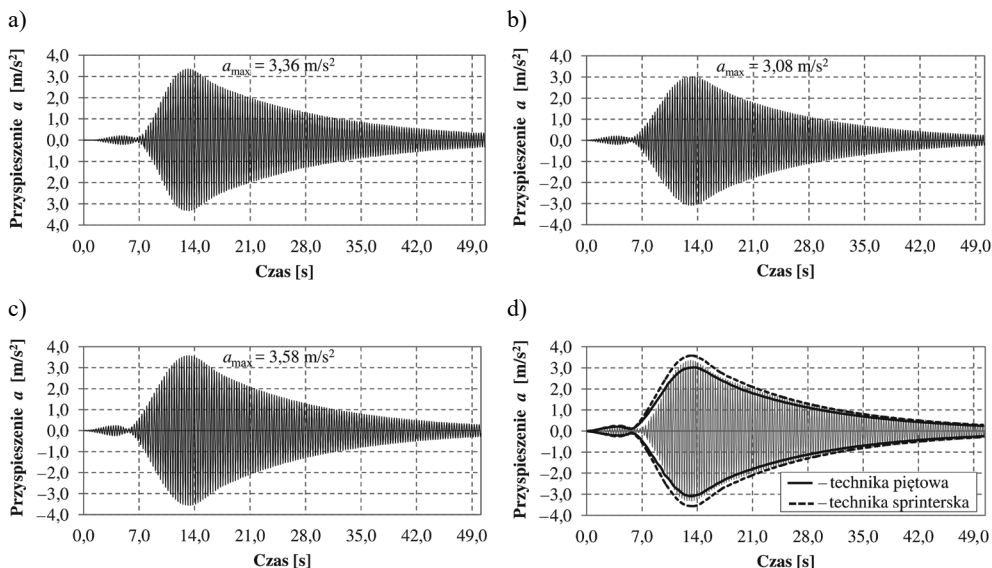 a)
Przyspieszenie a [m/s²]
4,0
3,0
2,0
1,0
0,0
1,0
2,0
3,0
4,0
a_max = 3,36 m/s²
0,0 7,0 14,0 21,0 28,0 35,0 42,0 49,0
Czas [s]
b)
Przyspieszenie a [m/s²]
4,0
3,0
2,0
1,0
0,0
−1,0
−2,0
−3,0
−4,0
a_max = 3,08 m/s²
0,0 7,0 14,0 21,0 28,0 35,0 42,0 49,0
Czas [s]
c)
Przyspieszenie a [m/s²]
4,0
3,0
2,0
1,0
0,0
−1,0
−2,0
−3,0
−4,0
a_max = 3,58 m/s²
0,0 7,0 14,0 21,0 28,0 35,0 42,0 49,0
Czas [s]
d)
Przyspieszenie a [m/s²]
4,0
3,0
2,0
1,0
0,0
−1,0
−2,0
−3,0
−4,0
– technika piętowa
– technika sprinterska
0,0 7,0 14,0 21,0 28,0 35,0 42,0 49,0
Czas [s]